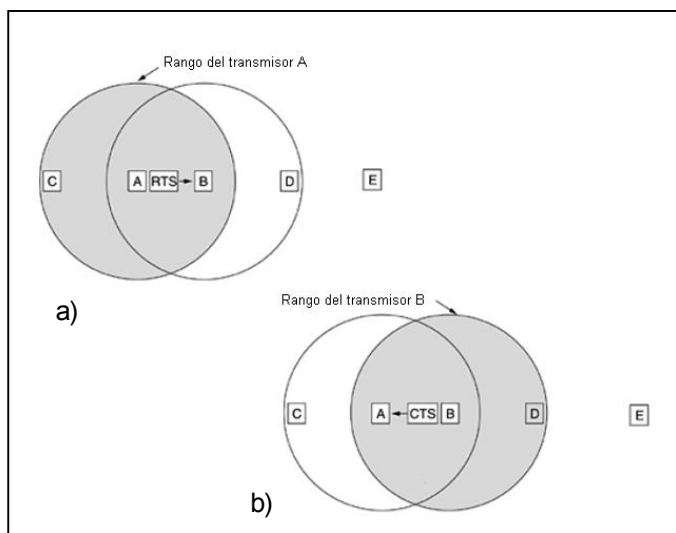 Rango del transmisor A
C A RTS B D E
a)
Rango del transmisor B
C A CTS B D E
b)